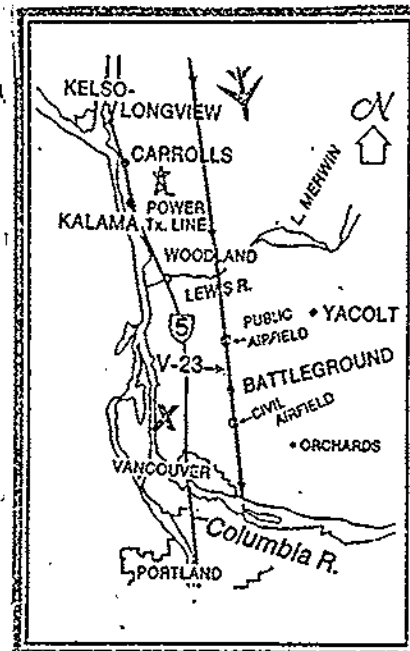 KELSO-
LONGVIEW
N
CARROLLS
L. MERWIN
KALAMA
POWER
Tx. LINE
WOODLAND
LEWIS R.
5
PUBLIC
AIRFIELD
YACOLT
V-23
BATTLEGROUND
X
CIVIL
AIRFIELD
ORCHARDS
VANCOUVER
Columbia R.
PORTLAND